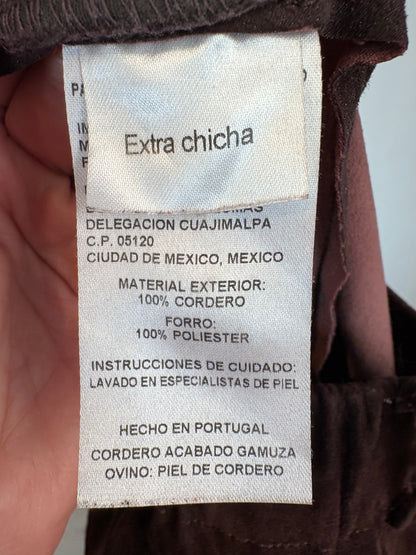 Extra chicha
DELEGACION CUAJIMALPA
C.P. 05120
CIUDAD DE MEXICO, MEXICO
MATERIAL EXTERIOR:
100% CORDERO
FORRO:
100% POLIESTER
INSTRUCCIONES DE CUIDADO:
LAVADO EN ESPECIALISTAS DE PIEL
HECHO EN PORTUGAL
CORDERO ACABADO GAMUZA
OVINO: PIEL DE CORDERO